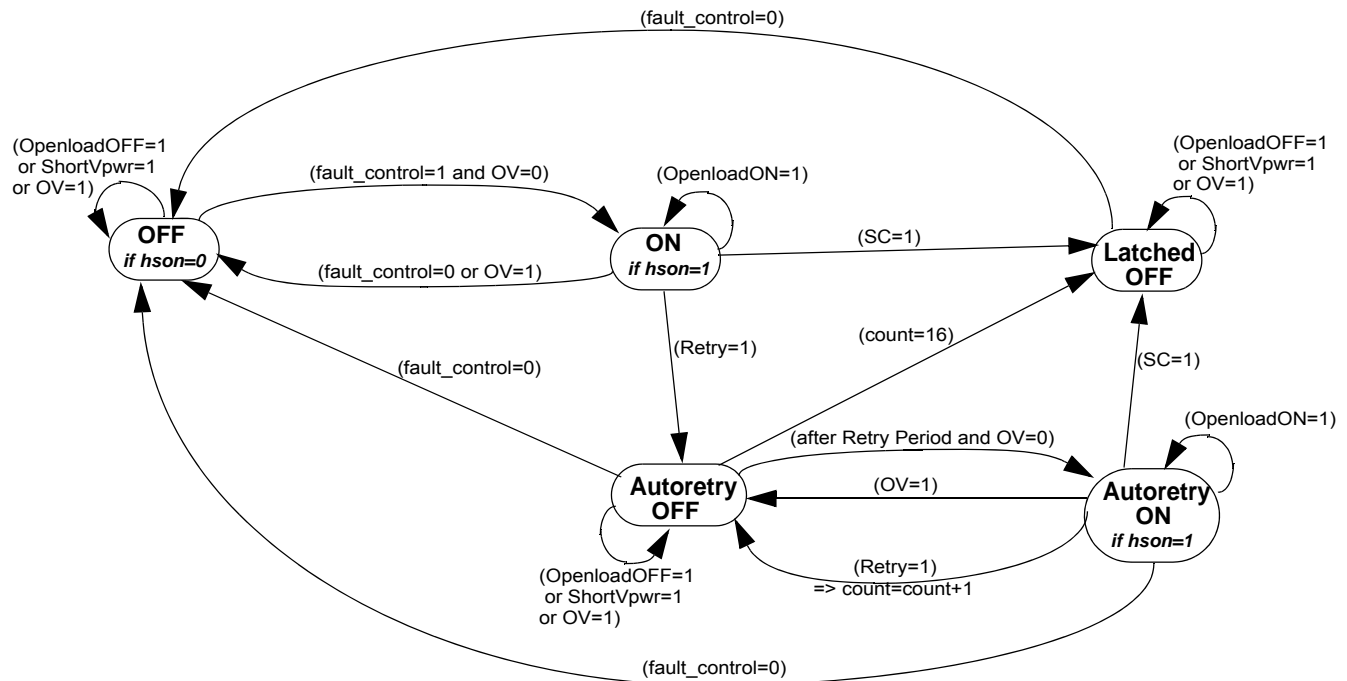 (fault_control=0)
(OpenloadOFF=1
or ShortVpwr=1
or OV=1)
(fault_control=1 and OV=0)
(OpenloadON=1)
(OpenloadOFF=1
or ShortVpwr=1
or OV=1)
OFF
if hson=0
ON
if hson=1
(SC=1)
Latched
OFF
(fault_control=0 or OV=1)
(count=16)
(Retry=1)
(SC=1)
(fault_control=0)
(OpenloadON=1)
(after Retry Period and OV=0)
Autoretry
OFF
(OV=1)
Autoretry
ON
if hson=1
(Retry=1)
=> count=count+1
(OpenloadOFF=1
or ShortVpwr=1
or OV=1)
(fault_control=0)